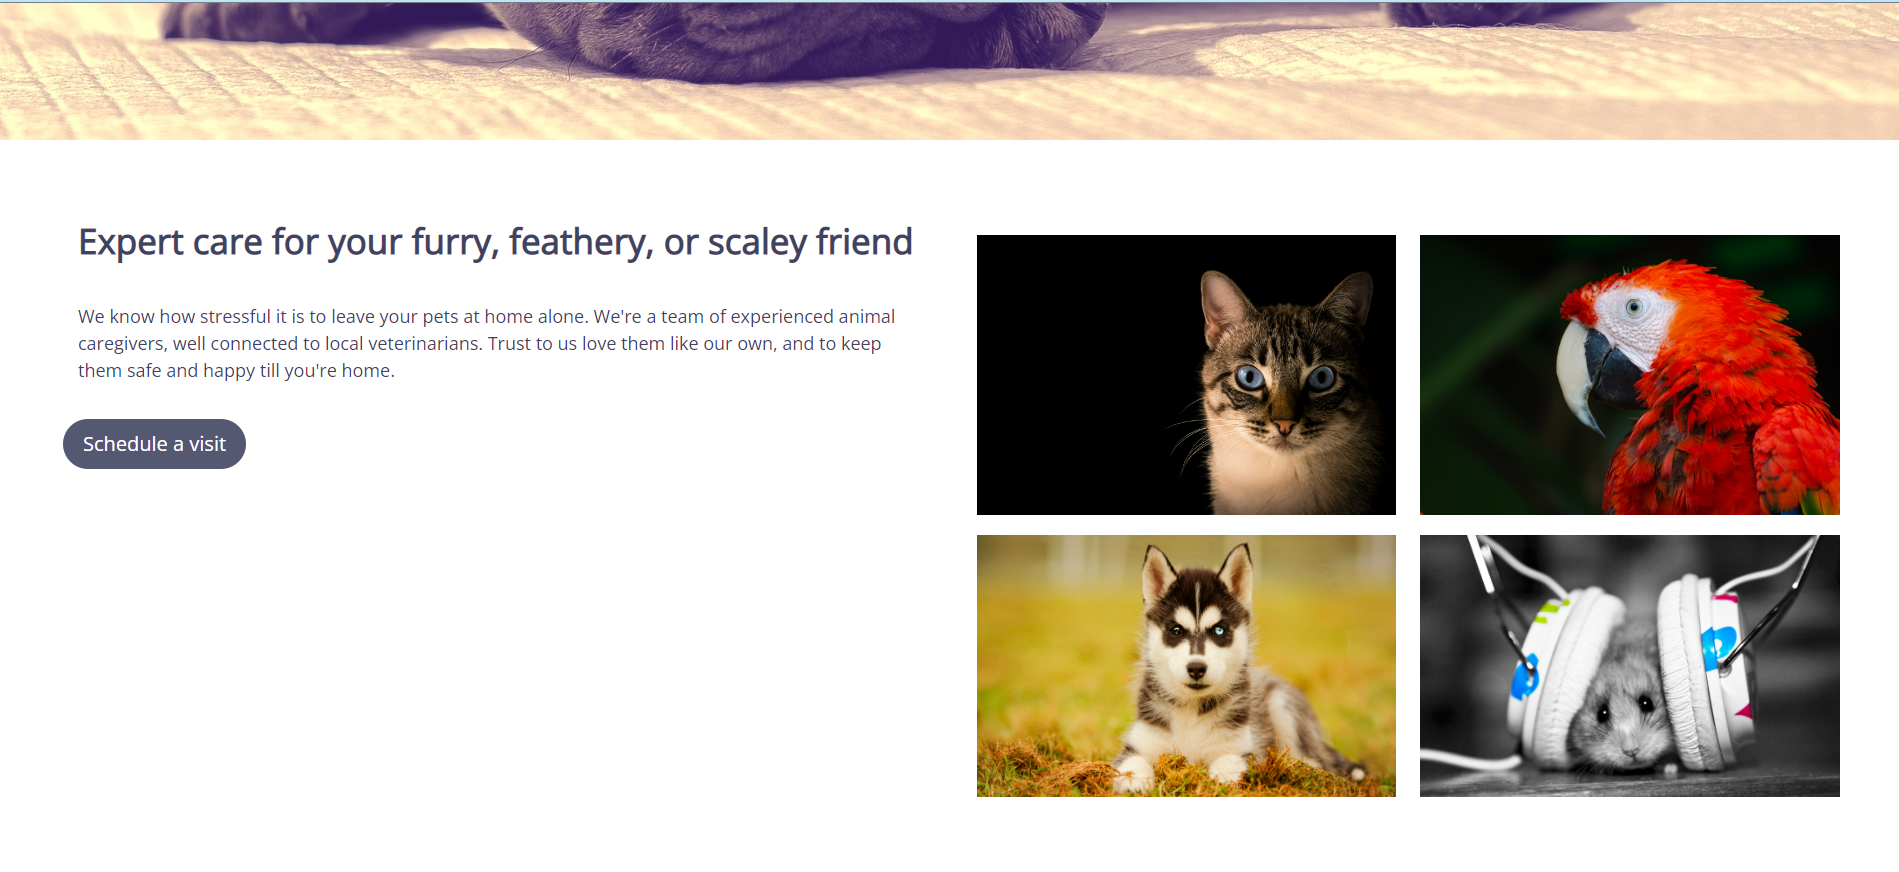 Expert care for your furry, feathery, or scaley friend
We know how stressful it is to leave your pets at home alone. We're a team of experienced animal
caregivers, well connected to local veterinarians. Trust to us love them like our own, and to keep
them safe and happy till you're home.
Schedule a visit